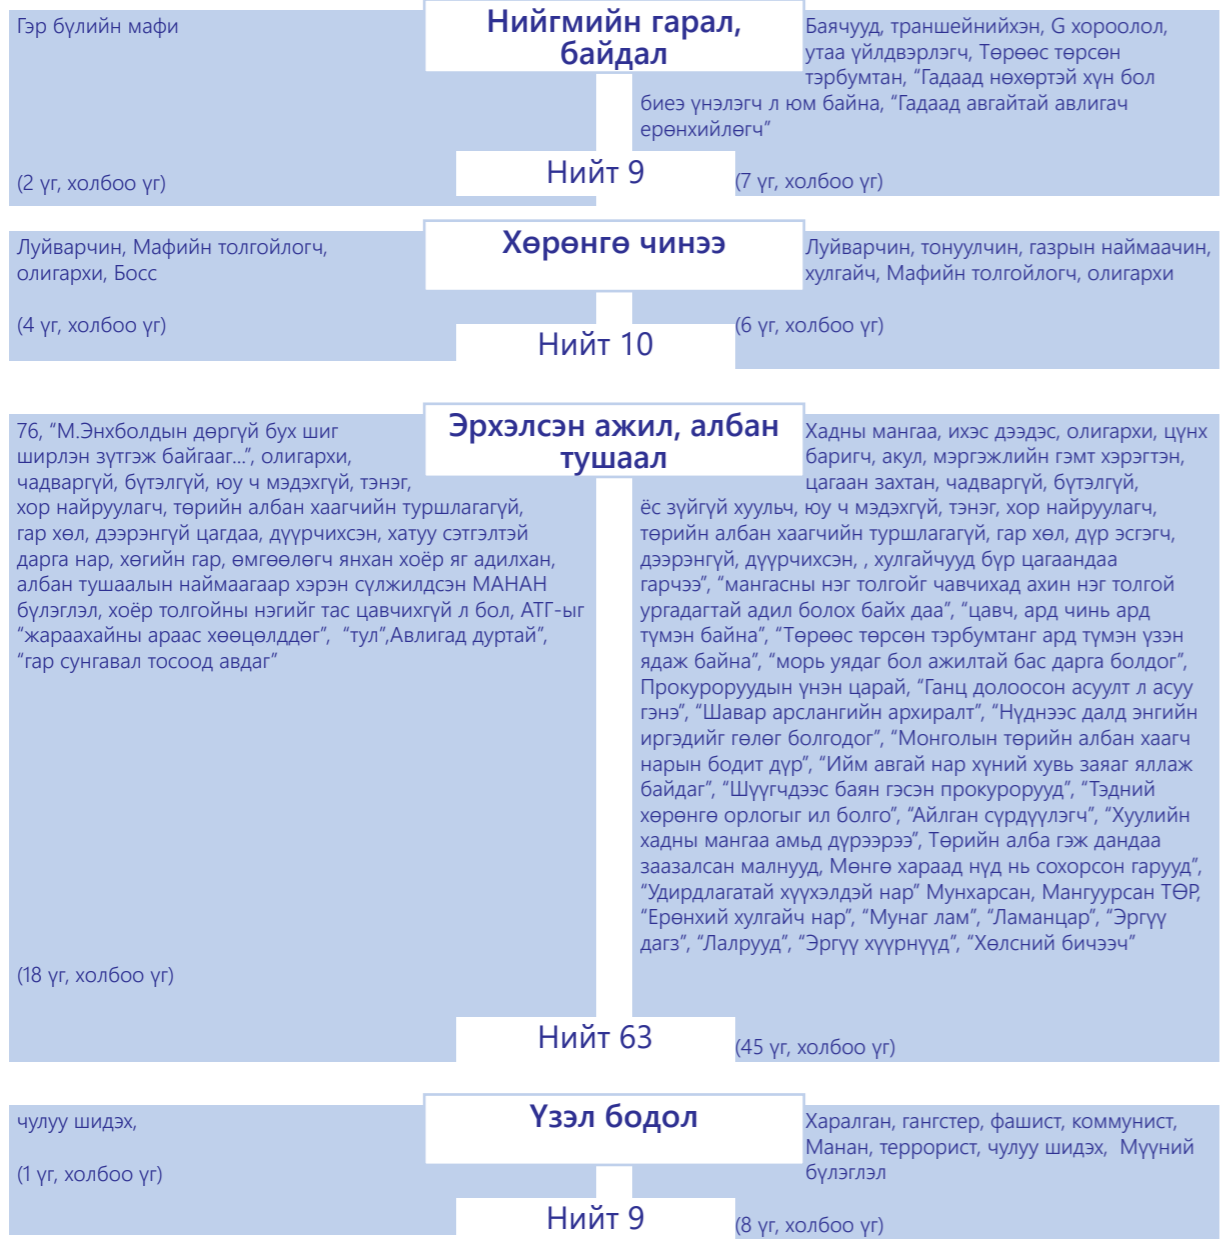 Нийгмийн гарал,
байдал
Гэр бүлийн мафи
(2 үг, холбоо үг)
Баячууд, траншейнийхэн, G хороолол,
утаа үйлдвэрлэгч, Төрөөс төрсөн
тэрбумтан, “Гадаад нөхөртэй хүн бол
биеэ үнэлэгч л юм байна, “Гадаад авгайтай авлигач
ерөнхийлөгч”
(7 үг, холбоо үг)
Нийт 9
Хөрөнгө чинээ
Луйварчин, Мафийн толгойлогч,
олигархи, Босс
(4 үг, холбоо үг)
Луйварчин, тонуулчин, газрын наймаачин,
хулгайч, Мафийн толгойлогч, олигархи
(6 үг, холбоо үг)
Нийт 10
Эрхэлсэн ажил, албан
тушаал
76, “М.Энхболдын дөргүй бух шиг
ширлэн зүтгэж байгааг...”, олигархи,
чадваргүй, бүтэлгүй, юу ч мэдэхгүй, тэнэг,
хор найруулагч, төрийн албан хаагчийн туршлагагүй,
гар хөл, дээрэнгүй цагдаа, дүүрчихсэн, хатуу сэтгэлтэй
дарга нар, хөгийн гар, өмгөөлөгч янхан хоёр яг адилхан,
албан тушаалын наймаагаар хэрэн сүлжилдсэн МАНАН
бүлэглэл, хоёр толгойны нэгийг тас цавчихгүй л бол, АТГ-ыг
“жараахайны араас хөөцөлддөг”, “тул”,Авлигад дуртай”,
“гар сунгавал тосоод авдаг”
(18 үг, холбоо үг)
Хадны мангаа, ихэс дээдэс, олигархи, цүнх
баригч, акул, мэргэжлийн гэмт хэрэгтэн,
цагаан захтан, чадваргүй, бүтэлгүй,
ёс зүйгүй хуульч, юу ч мэдэхгүй, тэнэг, хор найруулагч,
төрийн албан хаагчийн туршлагагүй, гар хөл, дүр эсгэгч,
дээрэнгүй, дүүрчихсэн, , хулгайчууд бүр цагаандаа
гарчээ”, “мангасны нэг толгойг чавчихад ахин нэг толгой
ургадагтай адил болох байх даа”, “цавч, ард чинь ард
түмэн байна”, “Төрөөс төрсөн тэрбумтанг ард түмэн үзэн
ядаж байна”, “морь уядаг бол ажилтай бас дарга болдог”,
Прокуроруудын үнэн царай, “Ганц долоосон асуулт л асуу
гэнэ”, “Шавар арслангийн архиралт”, “Нүднээс далд энгийн
иргэдийг гөлөг болгодог”, “Монголын төрийн албан хаагч
нарын бодит дүр”, “Ийм авгай нар хүний хувь заяаг яллаж
байдаг”, “Шүүгчдээс баян гэсэн прокурорууд”, “Тэдний
хөрөнгө орлогыг ил болго”, “Айлган сүрдүүлэгч”, “Хуулийн
хадны мангаа амьд дүрээрээ”, Төрийн алба гэж дандаа
заазалсан малнууд, Мөнгө хараад нүд нь сохорсон гарууд”,
“Удирдлагатай хүүхэлдэй нар” Мунхарсан, Мангуурсан ТӨР,
“Ерөнхий хулгайч нар”, “Мунаг лам”, “Ламанцар”, “Эргүү
дагз”, “Лалрууд”, “Эргүү хүүрнүүд”, “Хөлсний бичээч”
(45 үг, холбоо үг)
Нийт 63
Үзэл бодол
чулуу шидэх,
(1 үг, холбоо үг)
Харалган, гангстер, фашист, коммунист,
Манан, террорист, чулуу шидэх, Мүүний
бүлэглэл
(8 үг, холбоо үг)
Нийт 9